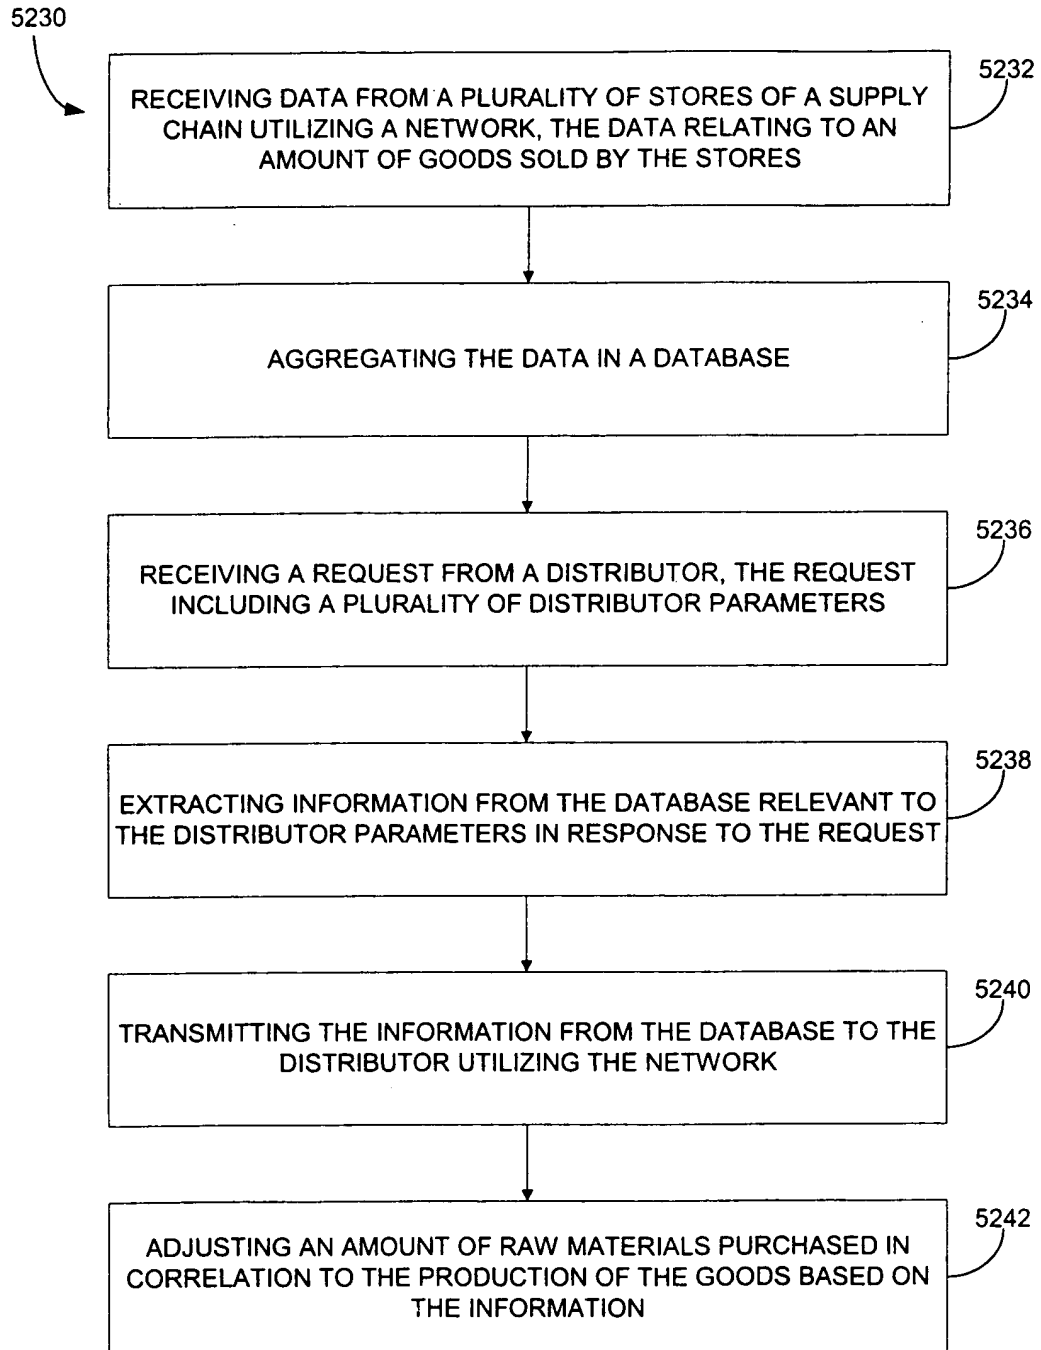 5230
5232
RECEIVING DATA FROM A PLURALITY OF STORES OF A SUPPLY
CHAIN UTILIZING A NETWORK, THE DATA RELATING TO AN
AMOUNT OF GOODS SOLD BY THE STORES
5234
AGGREGATING THE DATA IN A DATABASE
5236
RECEIVING A REQUEST FROM A DISTRIBUTOR, THE REQUEST
INCLUDING A PLURALITY OF DISTRIBUTOR PARAMETERS
5238
EXTRACTING INFORMATION FROM THE DATABASE RELEVANT TO
THE DISTRIBUTOR PARAMETERS IN RESPONSE TO THE REQUEST
5240
TRANSMITTING THE INFORMATION FROM THE DATABASE TO THE
DISTRIBUTOR UTILIZING THE NETWORK
5242
ADJUSTING AN AMOUNT OF RAW MATERIALS PURCHASED IN
CORRELATION TO THE PRODUCTION OF THE GOODS BASED ON
THE INFORMATION